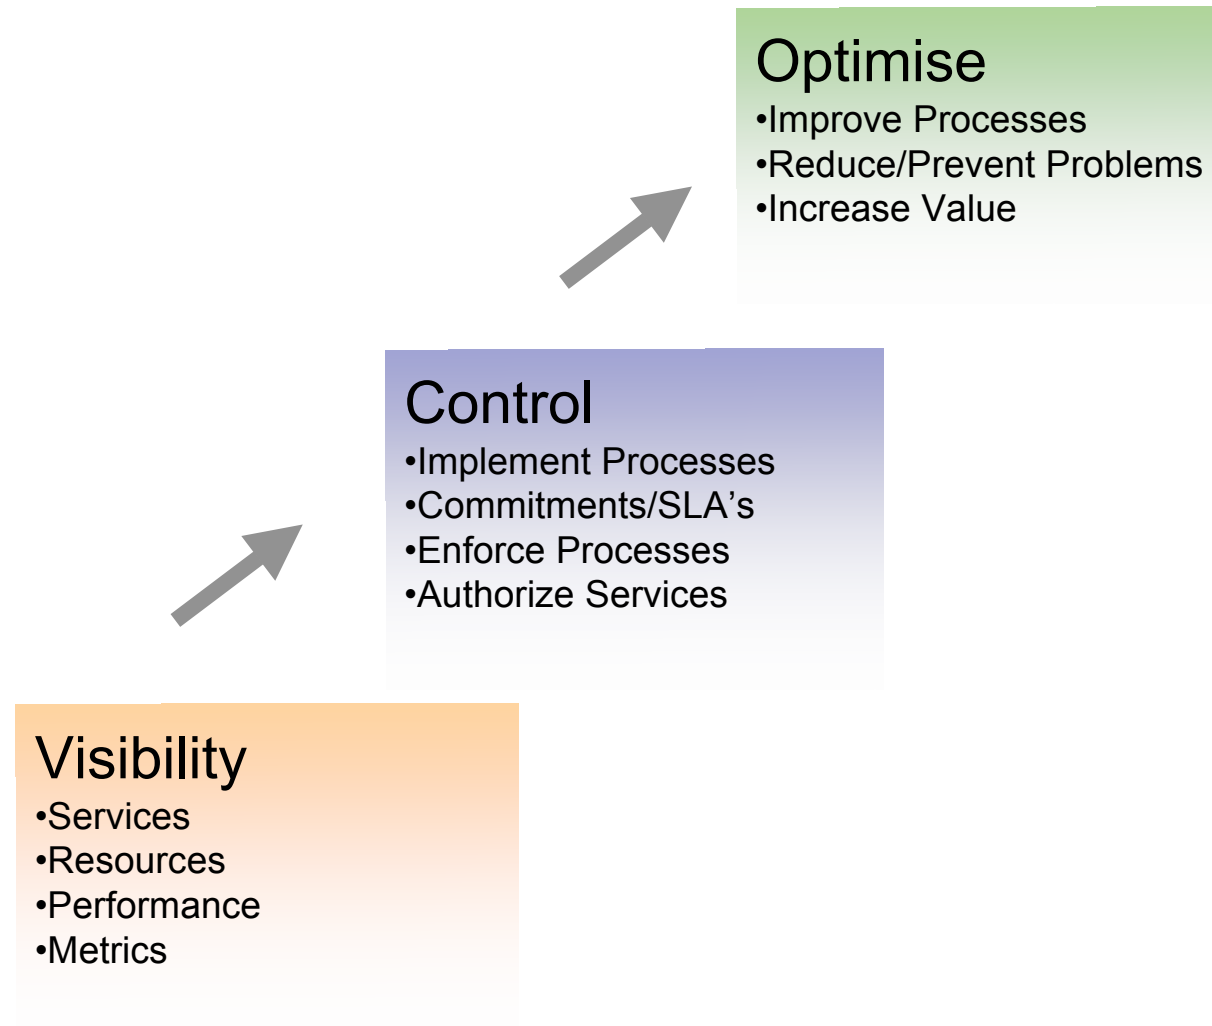 Optimise
•Improve Processes
•Reduce/Prevent Problems
•Increase Value
Control
•Implement Processes
•Commitments/SLA’s
•Enforce Processes
•Authorize Services
Visibility
•Services
•Resources
•Performance
•Metrics